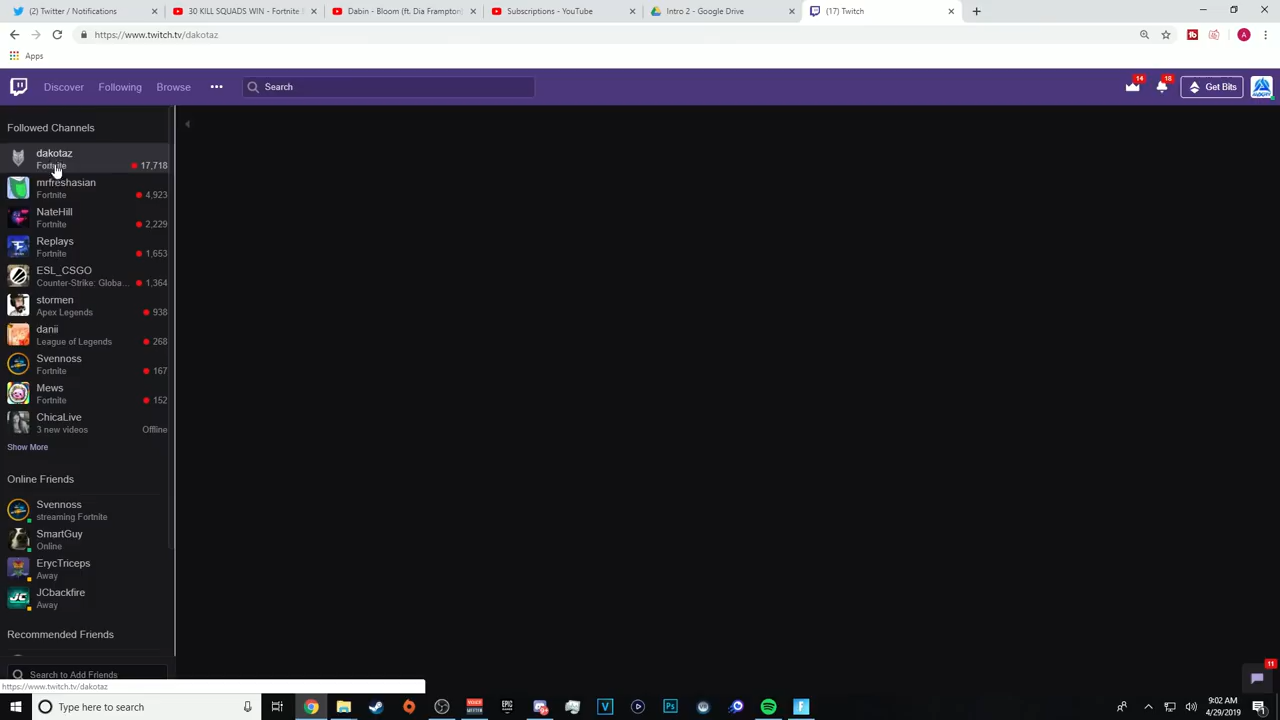 (2) Twitter / Notifications
30 KILL SQUADS WIN - Fortnite S
Dabin - Bloom (ft. Dia Frampton)
Subscriptions - YouTube
Intro 2 - Google Drive
(17) Twitch
https://www.twitch.tv/dakotaz
A
Apps
Discover
Following
Browse
Search
14
18
Get Bits
Followed Channels
dakotaz
Fortnite
17,718
mrfreshasian
Fortnite
4,923
NateHill
Fortnite
2,229
Replays
Fortnite
1,653
ESL_CSGO
Counter-Strike: Globa...
1,364
stormen
Apex Legends
938
danii
League of Legends
268
Svennoss
Fortnite
167
Mews
Fortnite
152
ChicaLive
3 new videos
Offline
Show More
Online Friends
Svennoss
streaming Fortnite
SmartGuy
Online
ErycTriceps
Away
JCbackfire
Away
Recommended Friends
Search to Add Friends
11
https://www.twitch.tv/dakotaz
Type here to search
9:02 AM
4/29/2019